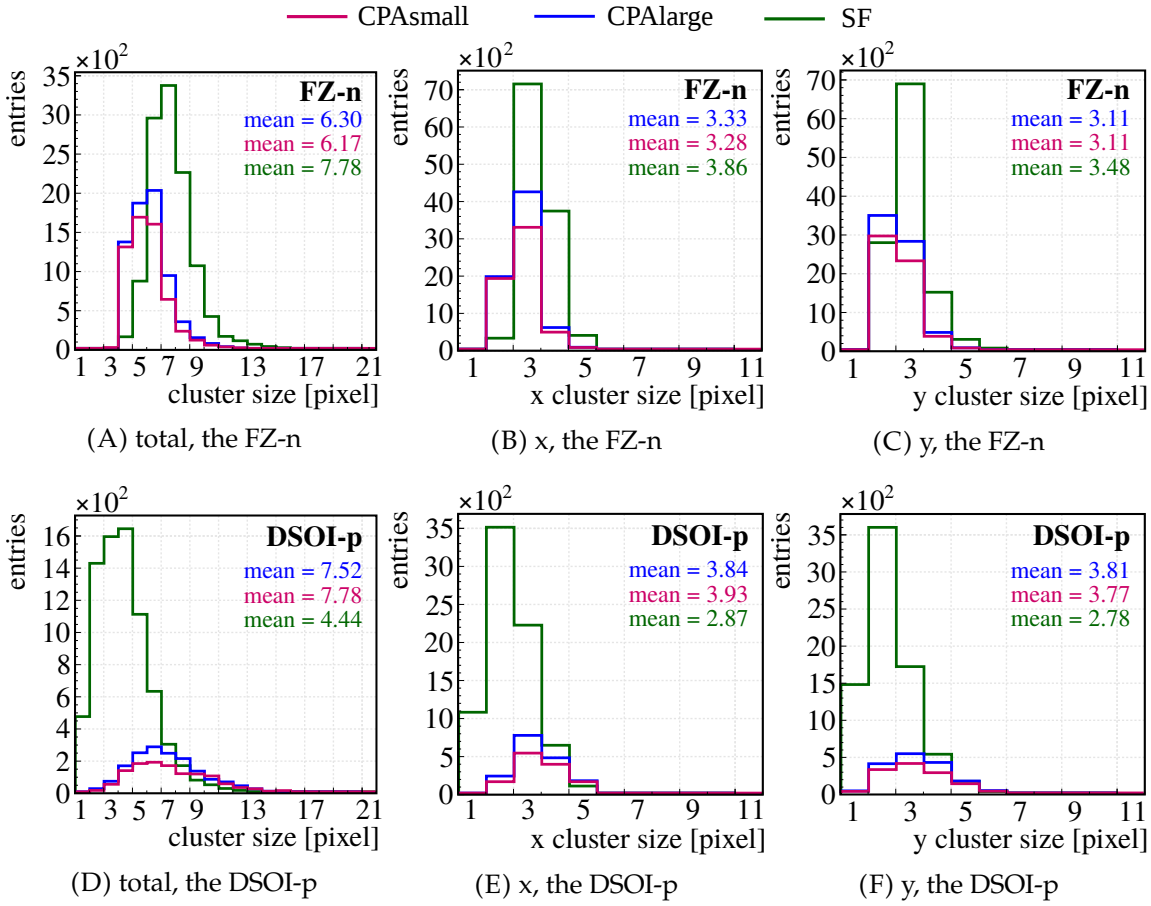 CPAsmall CPAlarge SF
×10²
entries
35
30
25
20
15
10
5
0
FZ-n
mean = 6.30
mean = 6.17
mean = 7.78
1 3 5 7 9 13 17 21
cluster size [pixel]
(A) total, the FZ-n
×10²
entries
70
60
50
40
30
20
10
0
FZ-n
mean = 3.33
mean = 3.28
mean = 3.86
1 3 5 7 9 11
x cluster size [pixel]
(B) x, the FZ-n
×10²
entries
70
60
50
40
30
20
10
0
FZ-n
mean = 3.11
mean = 3.11
mean = 3.48
1 3 5 7 9 11
y cluster size [pixel]
(C) y, the FZ-n
×10²
entries
16
14
12
10
8
6
4
2
0
DSOI-p
mean = 7.52
mean = 7.78
mean = 4.44
1 3 5 7 9 13 17 21
cluster size [pixel]
(D) total, the DSOI-p
×10²
entries
35
30
25
20
15
10
5
0
DSOI-p
mean = 3.84
mean = 3.93
mean = 2.87
1 3 5 7 9 11
x cluster size [pixel]
(E) x, the DSOI-p
×10²
entries
35
30
25
20
15
10
5
0
DSOI-p
mean = 3.81
mean = 3.77
mean = 2.78
1 3 5 7 9 11
y cluster size [pixel]
(F) y, the DSOI-p